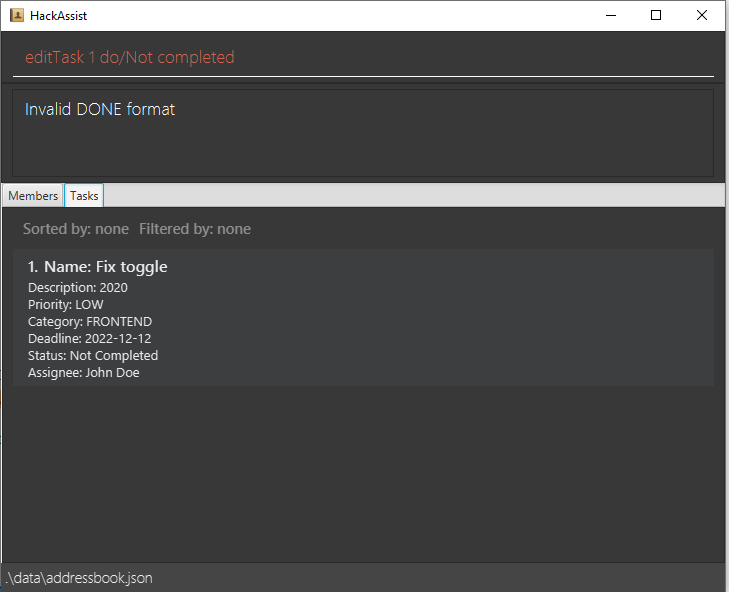 HackAssist
editTask 1 do/Not completed
Invalid DONE format
Members Tasks
Sorted by: none Filtered by: none
1. Name: Fix toggle
Description: 2020
Priority: LOW
Category: FRONTEND
Deadline: 2022-12-12
Status: Not Completed
Assignee: John Doe
.\data\addressbook.json